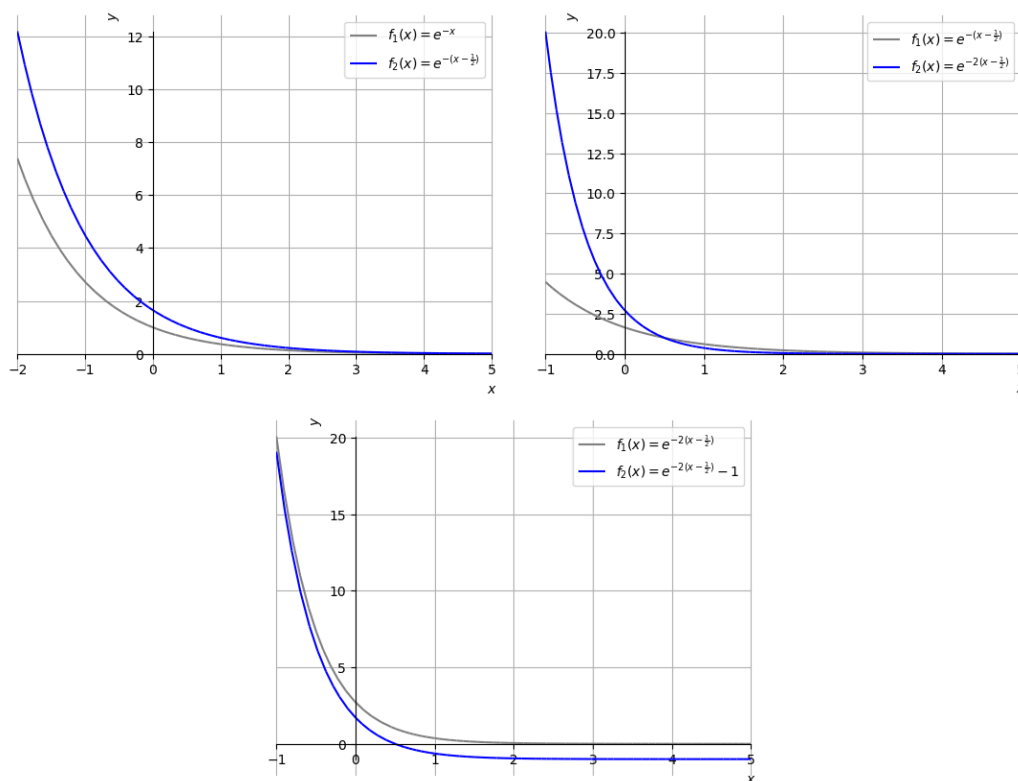 y
12
10
8
6
4
2
0
−2 −1 0 1 2 3 4 5
x
f₁(x) = e^{−x}
f₂(x) = e^{−(x−½)}
y
20.0
17.5
15.0
12.5
10.0
7.5
5.0
2.5
0.0
−1 0 1 2 3 4
f₁(x) = e^{−(x−½)}
f₂(x) = e^{−2(x−½)}
y
20
15
10
5
0
−1 0 1 2 3 4 5
x
f₁(x) = e^{−2(x−½)}
f₂(x) = e^{−2(x−½)} − 1